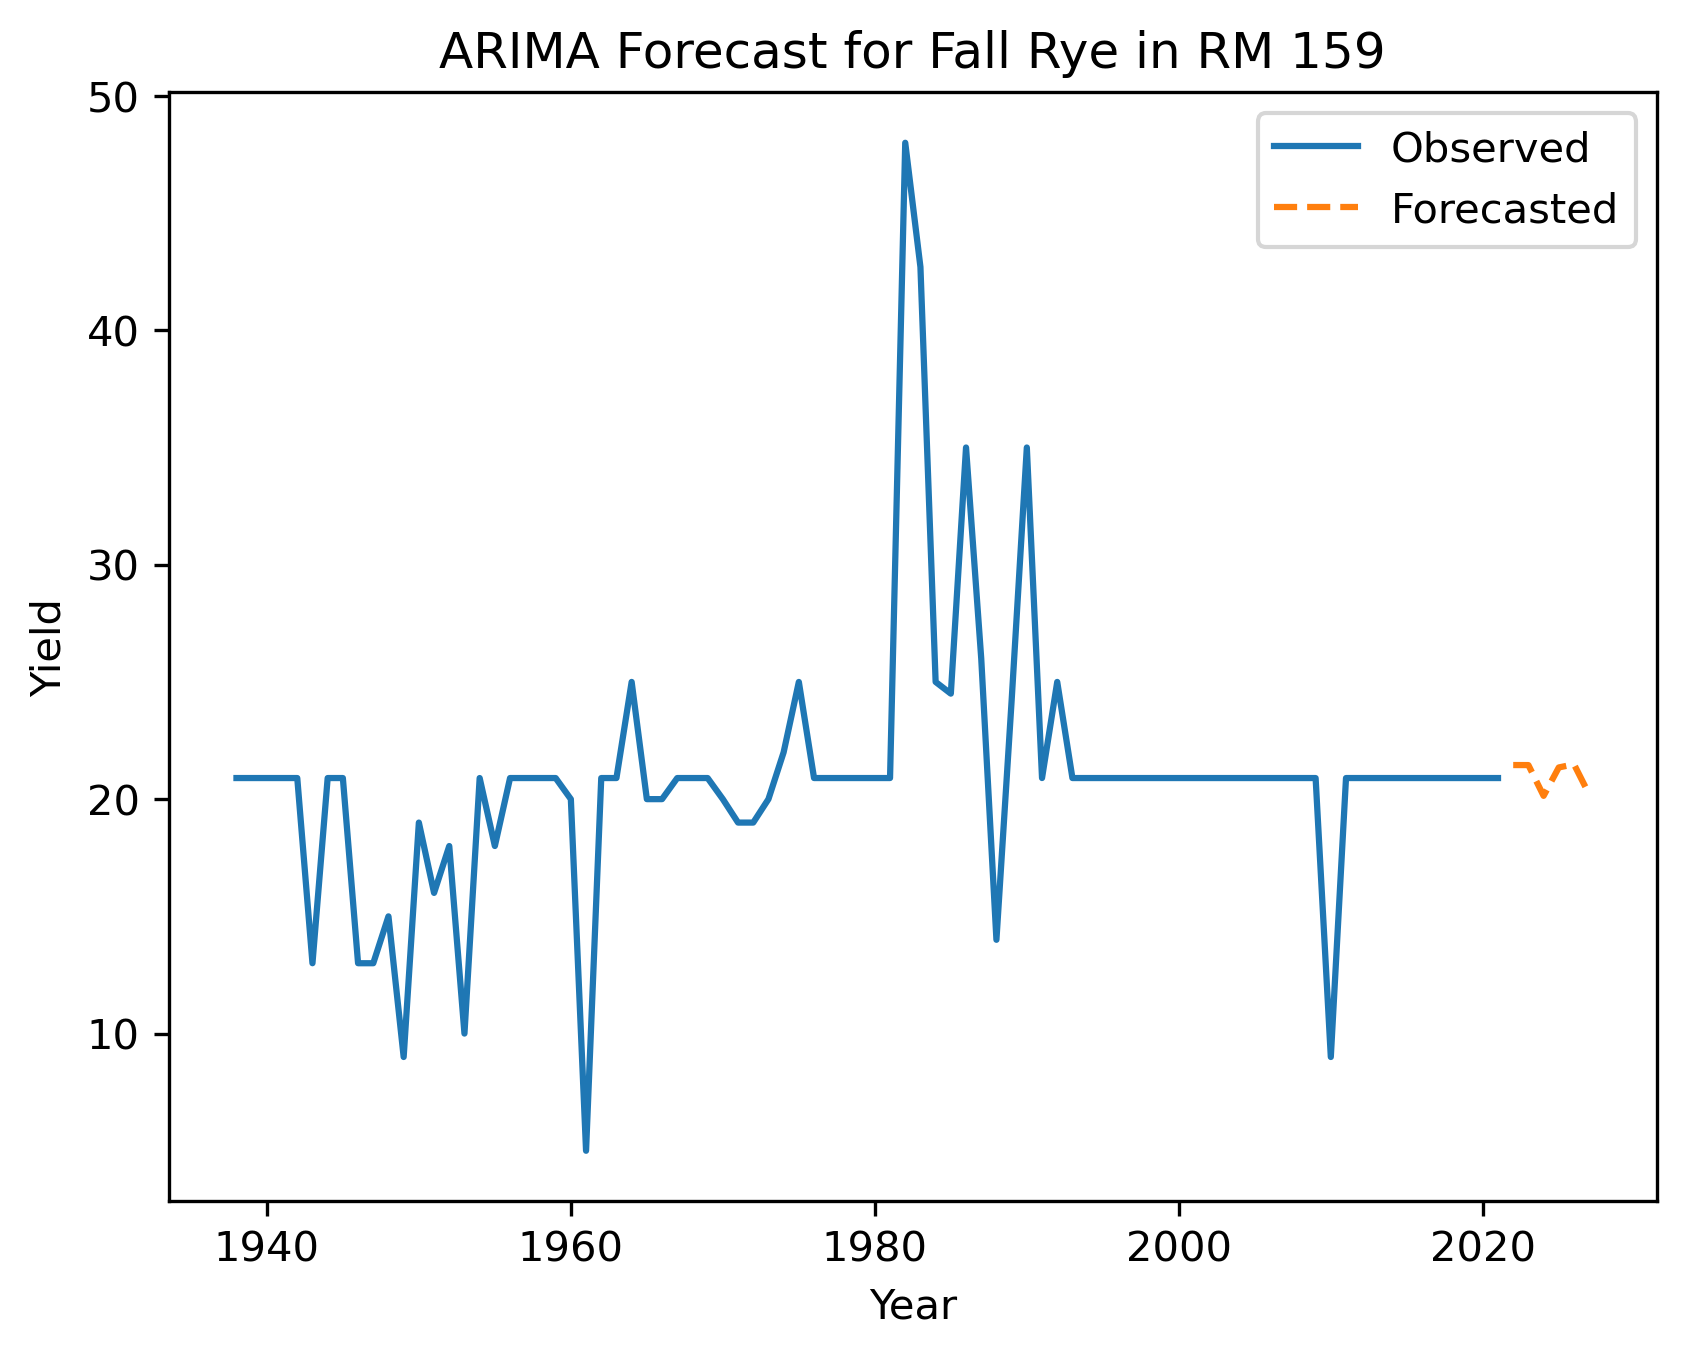 ARIMA Forecast for Fall Rye in RM 159
Observed
Forecasted
50
40
30
20
10
Yield
1940 1960 1980 2000 2020
Year